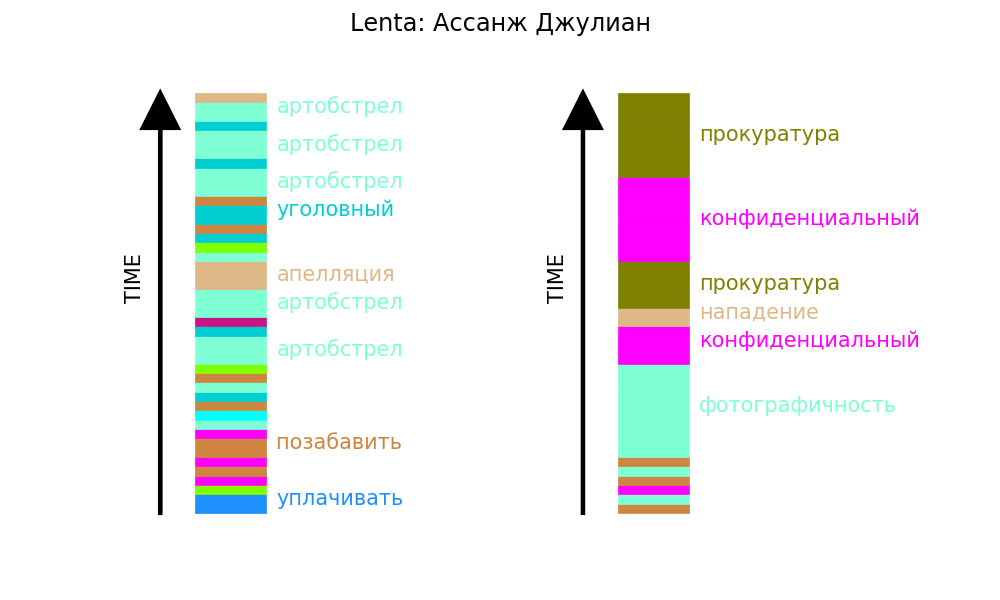 Lenta: Ассанж Джулиан
TIME
артобстрел
артобстрел
артобстрел
уголовный
апелляция
артобстрел
артобстрел
позабавить
уплачивать
TIME
прокуратура
конфиденциальный
прокуратура
нападение
конфиденциальный
фотографичность